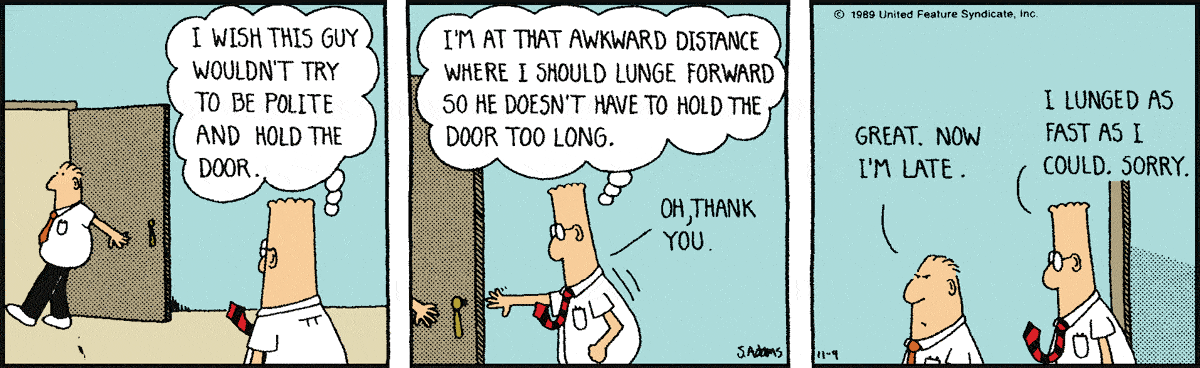 I WISH THIS GUY
WOULDN'T TRY
TO BE POLITE
AND HOLD THE
DOOR.
I'M AT THAT AWKWARD DISTANCE
WHERE I SHOULD LUNGE FORWARD
SO HE DOESN'T HAVE TO HOLD THE
DOOR TOO LONG.
OH, THANK
YOU.
S. Adams
© 1989 United Feature Syndicate, Inc.
GREAT. NOW
I'M LATE.
I LUNGED AS
FAST AS I
COULD. SORRY.
11-9